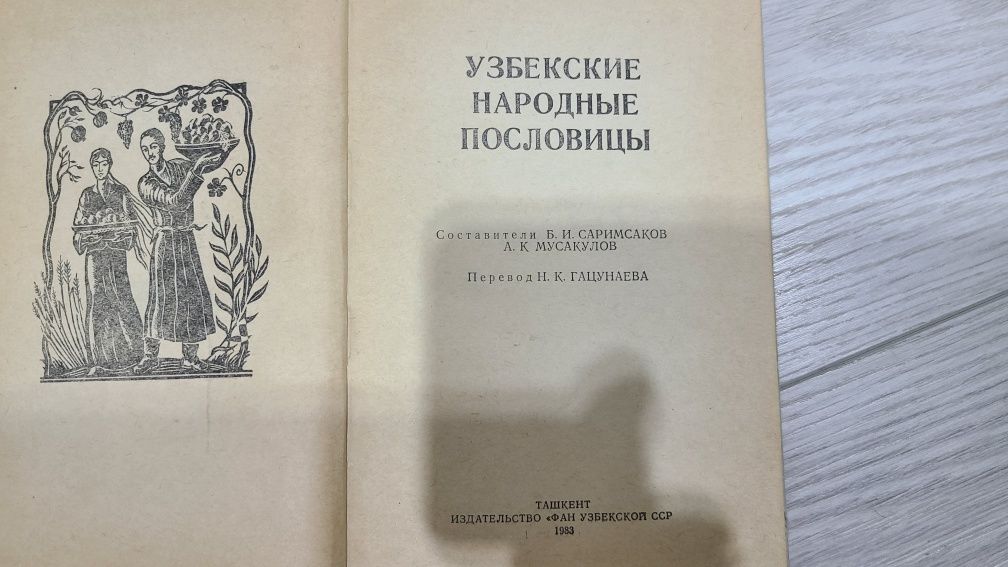 УЗБЕКСКИЕ
НАРОДНЫЕ
ПОСЛОВИЦЫ
Составители Б. И. САРИМСАКОВ
А. К. МУСАКУЛОВ
Перевод Н. К. ГАЦУНАЕВА
ТАШКЕНТ
ИЗДАТЕЛЬСТВО «ФАН УЗБЕКСКОЙ ССР
1983